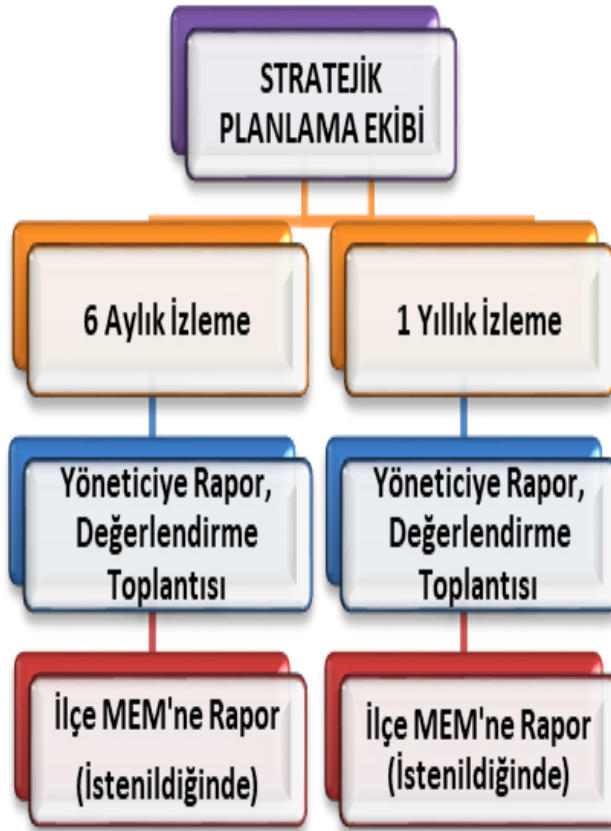 STRATEJİK
PLANLAMA EKİBİ
6 Aylık İzleme
1 Yıllık İzleme
Yöneticiye Rapor,
Değerlendirme
Toplantısı
Yöneticiye Rapor,
Değerlendirme
Toplantısı
İlçe MEM'ne Rapor
(İstenildiğinde)
İlçe MEM'ne Rapor
(İstenildiğinde)